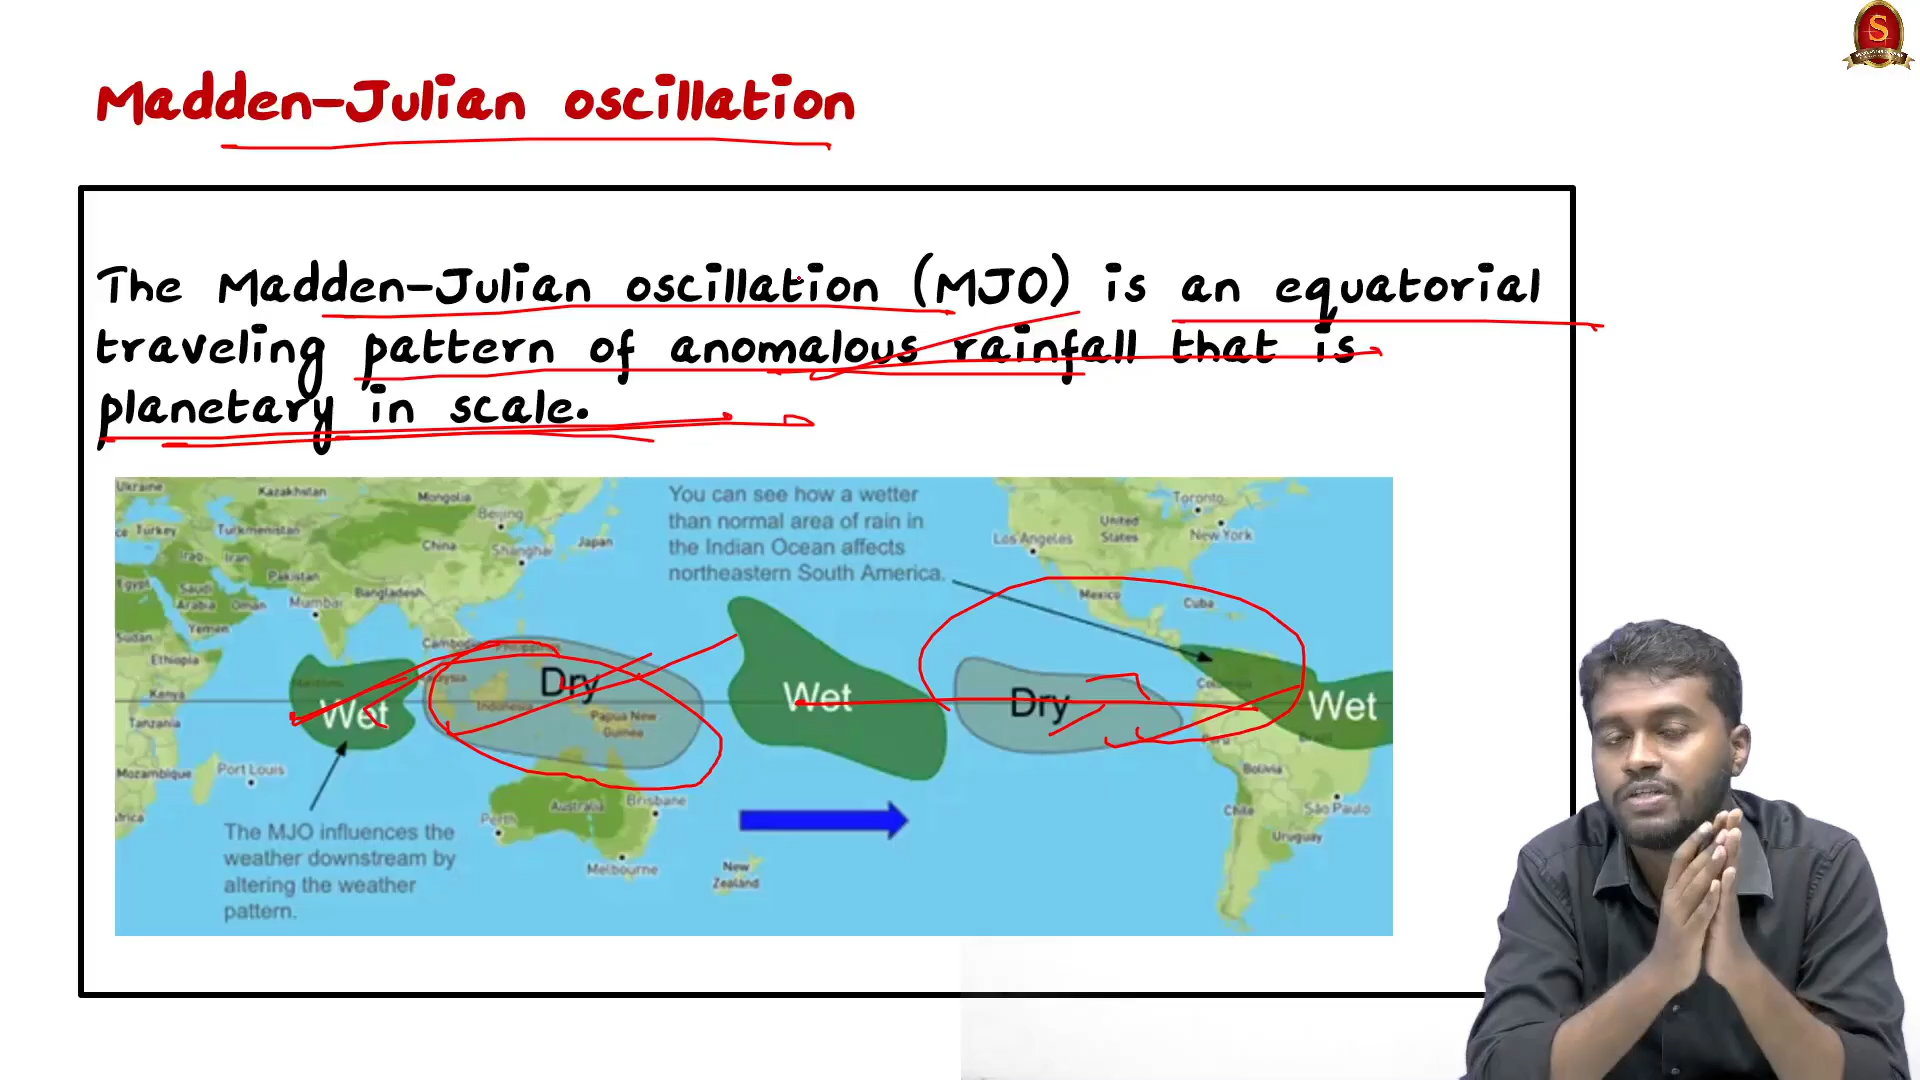 Madden-Julian oscillation
The Madden-Julian oscillation (MJO) is an equatorial
traveling pattern of anomalous rainfall that is
planetary in scale.
You can see how a wetter
than normal area of rain in
the Indian Ocean affects
northeastern South America.
Ukraine
Kazakhstan
Mongolia
Beijing
Toronto
ce Turkey
Turkmenistan
China
Shanghai
Japan
Los Angeles
United
States
New York
Iraq
Iran
Pakistan
Egypt
Saudi
Arabia
Oman
Mumbai
Bangladesh
Mexico
Cuba
Sudan
Yemen
Ethiopia
Kenya
Tanzania
Indonesia
Papua New
Guinea
Wet
Dry
Wet
Dry
Wet
Mozambique
Port Louis
Bolivia
Australia
Brisbane
Perth
Chile
São Paulo
Uruguay
Melbourne
New
Zealand
The MJO influences the
weather downstream by
altering the weather
pattern.
S